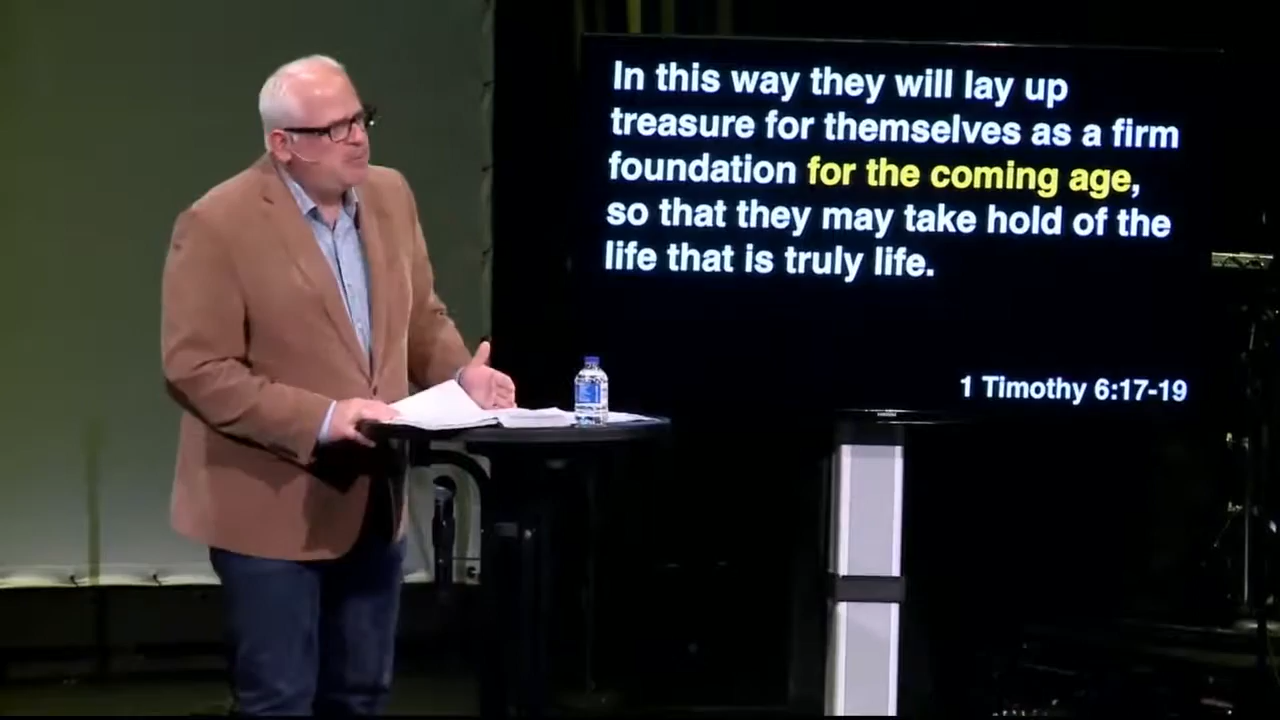 In this way they will lay up
treasure for themselves as a firm
foundation for the coming age,
so that they may take hold of the
life that is truly life.
1 Timothy 6:17-19